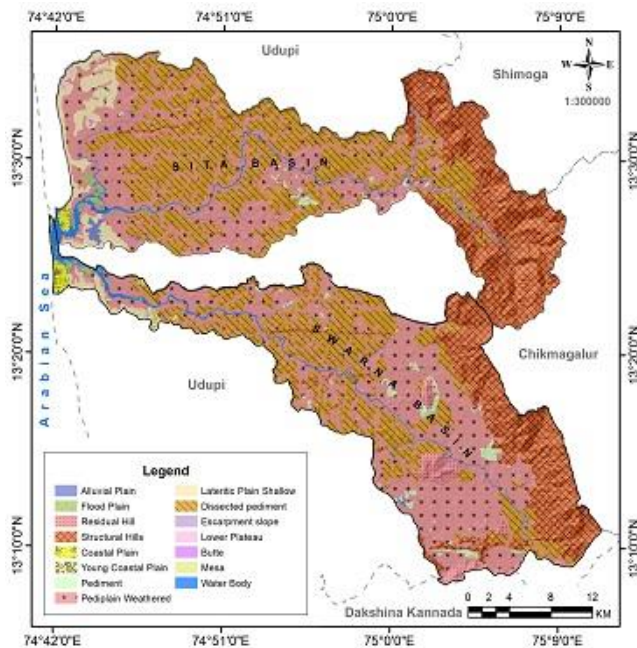 74°42'0"E 74°51'0"E 75°0'0"E 75°9'0"E
Udupi
Shimoga
N
W E
S
1:300000
13°30'0"N
13°30'0"N
SITA BASIN
Arabian Sea
13°20'0"N
13°20'0"N
SWARNA BASIN
Chikmagalur
Udupi
13°10'0"N
13°10'0"N
Legend
Alluvial Plain
Flood Plain
Residual Hill
Structural Hills
Coastal Plain
Young Coastal Plain
Pediment
Pediplain Weathered
Lateritic Plain Shallow
Dissected pediment
Escarpment slope
Lower Plateau
Butte
Mesa
Water Body
Dakshina Kannada
0 2 4 8 12
KM
74°42'0"E 74°51'0"E 75°0'0"E 75°9'0"E